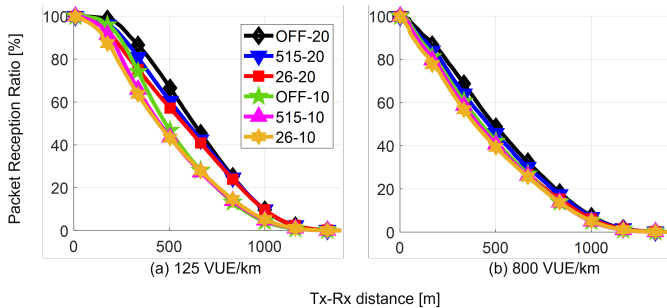 Packet Reception Ratio [%]
100
80
60
40
20
0
OFF-20
515-20
26-20
OFF-10
515-10
26-10
0 500 1000
(a) 125 VUE/km
100
80
60
40
20
0
0 500 1000
(b) 800 VUE/km
Tx-Rx distance [m]